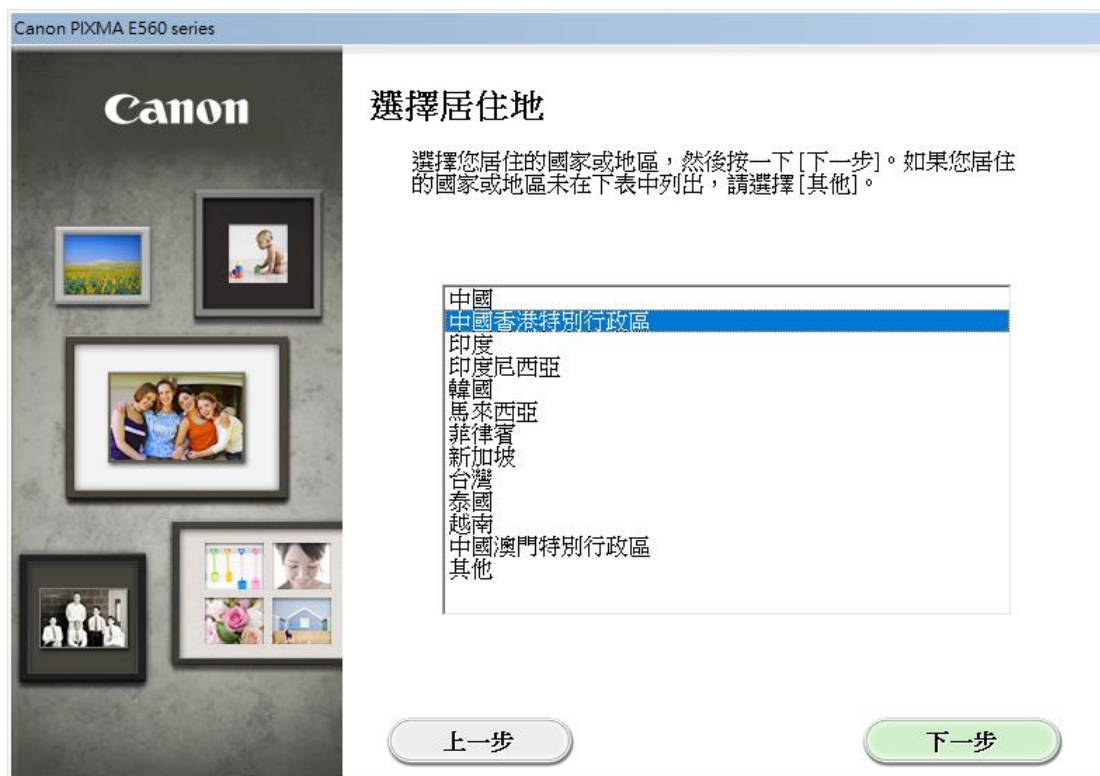 Canon PIXMA E560 series
Canon
選擇居住地
選擇您居住的國家或地區，然後按一下 [下一步]。如果您居住
的國家或地區未在下表中列出，請選擇 [其他]。
中國
中國香港特別行政區
印度
印度尼西亞
韓國
馬來西亞
菲律賓
新加坡
台灣
泰國
越南
中國澳門特別行政區
其他
上一步
下一步